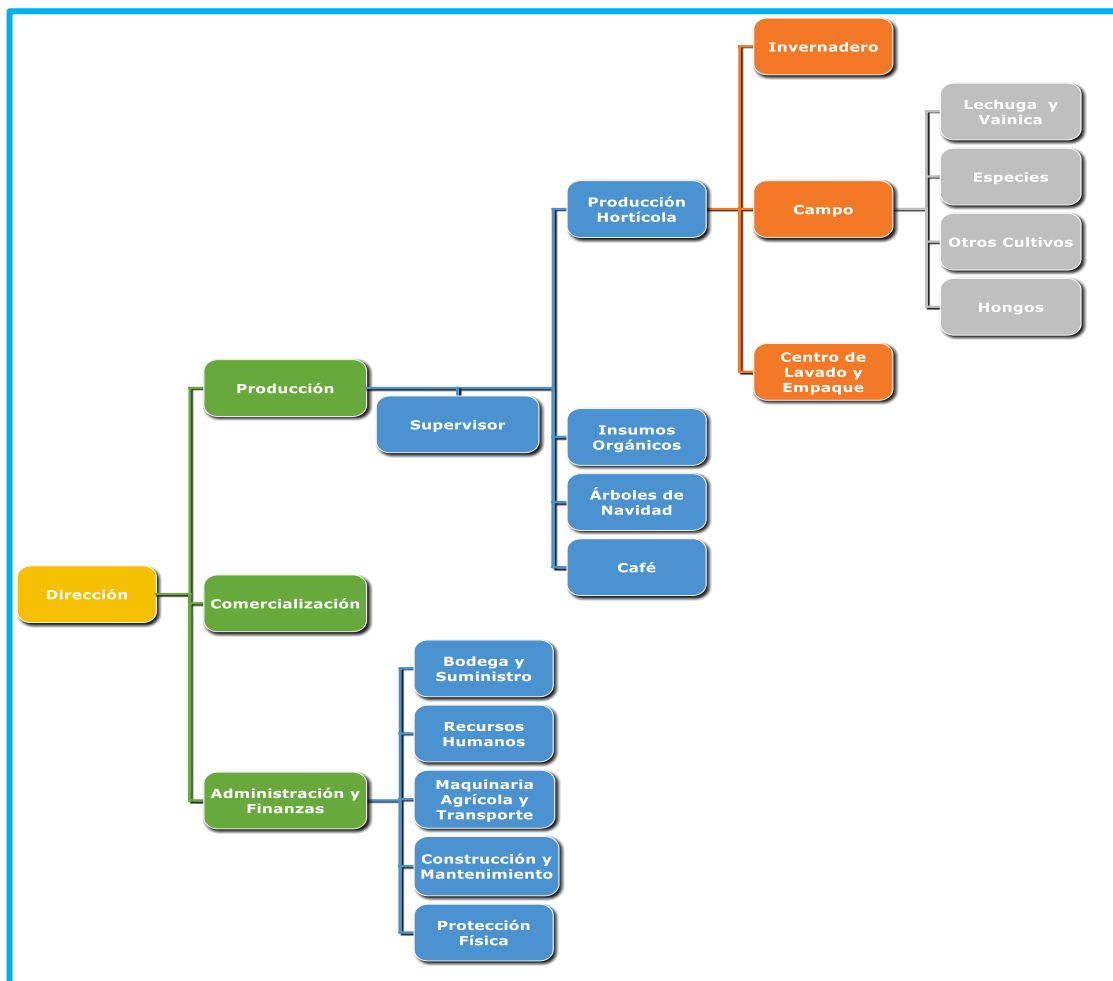 Invernadero
Lechuga y
Vainica
Especies
Producción
Hortícola
Campo
Otros Cultivos
Hongos
Centro de
Lavado y
Empaque
Producción
Supervisor
Insumos
Orgánicos
Árboles de
Navidad
Café
Dirección
Comercialización
Bodega y
Suministro
Recursos
Humanos
Administración y
Finanzas
Maquinaria
Agrícola y
Transporte
Construcción y
Mantenimiento
Protección
Física